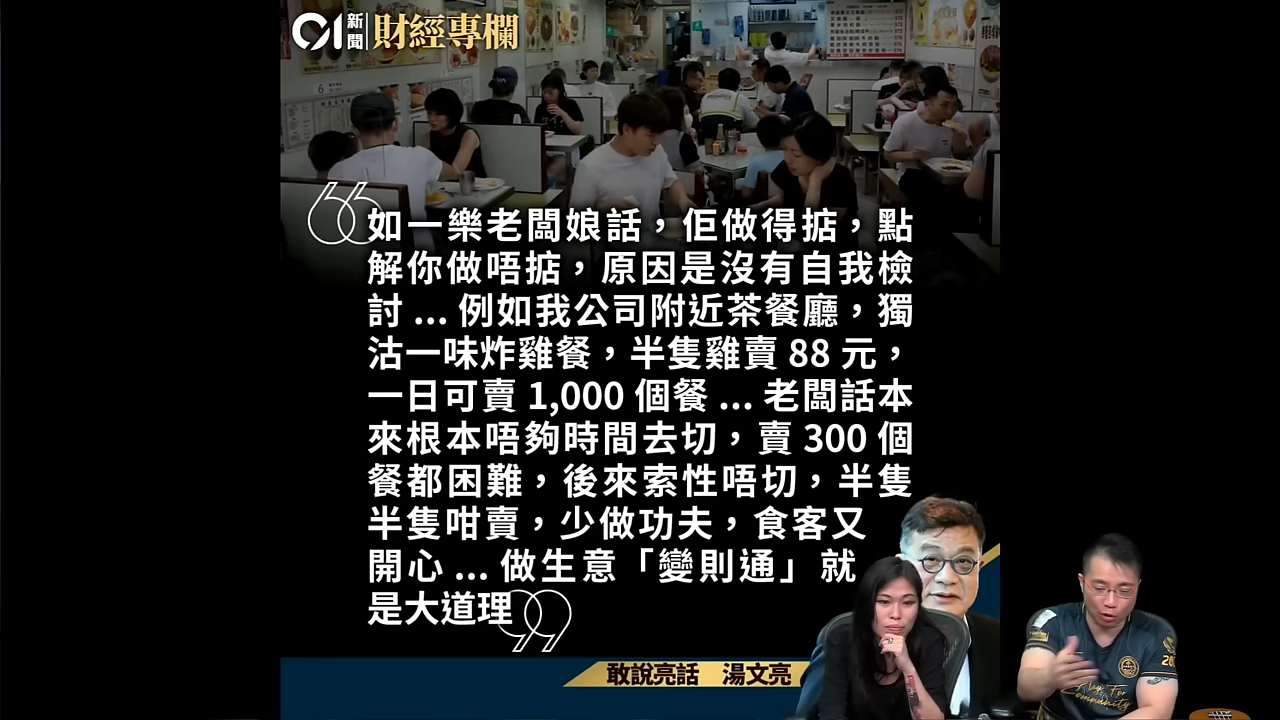 01 新聞 財經專欄
如一樂老闆娘話，佢做得掂，點
解你做唔掂，原因是沒有自我檢
討 ... 例如我公司附近茶餐廳，獨
沽一味炸雞餐，半隻雞賣 88 元，
一日可賣 1,000 個餐 ... 老闆話本
來根本唔夠時間去切，賣 300 個
餐都困難，後來索性唔切，半隻
半隻咁賣，少做功夫，食客又
開心 ... 做生意「變則通」就
是大道理
敢說亮話 湯文亮